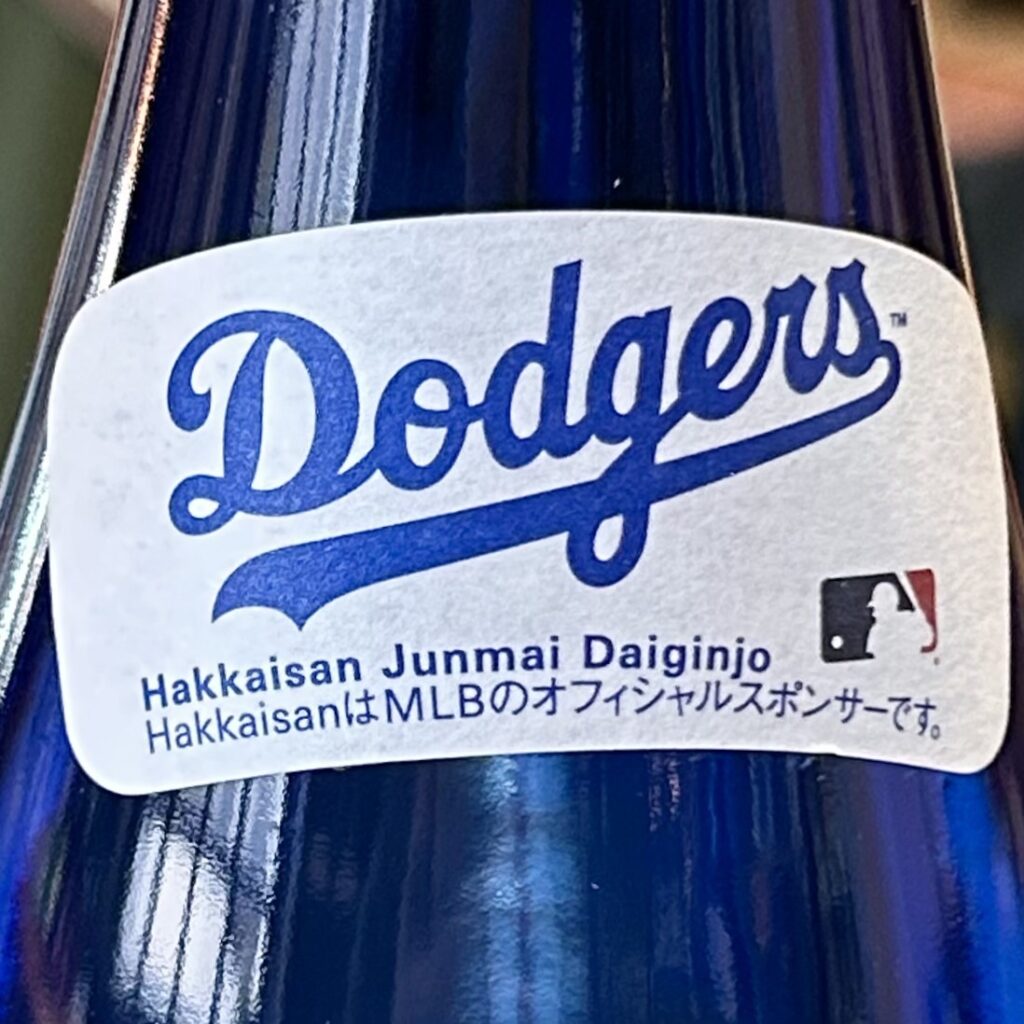 Dodgers™
Hakkaisan Junmai Daiginjo
HakkaisanはMLBのオフィシャルスポンサーです。